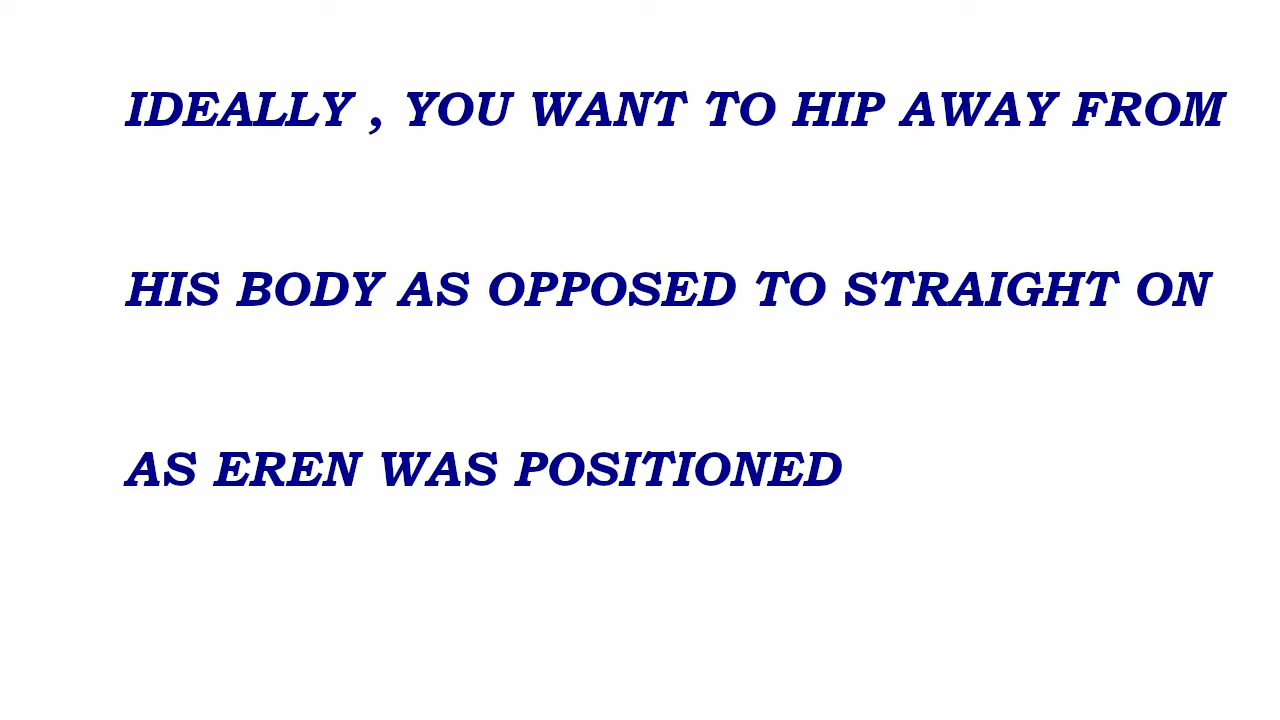 IDEALLY , YOU WANT TO HIP AWAY FROM
HIS BODY AS OPPOSED TO STRAIGHT ON
AS EREN WAS POSITIONED